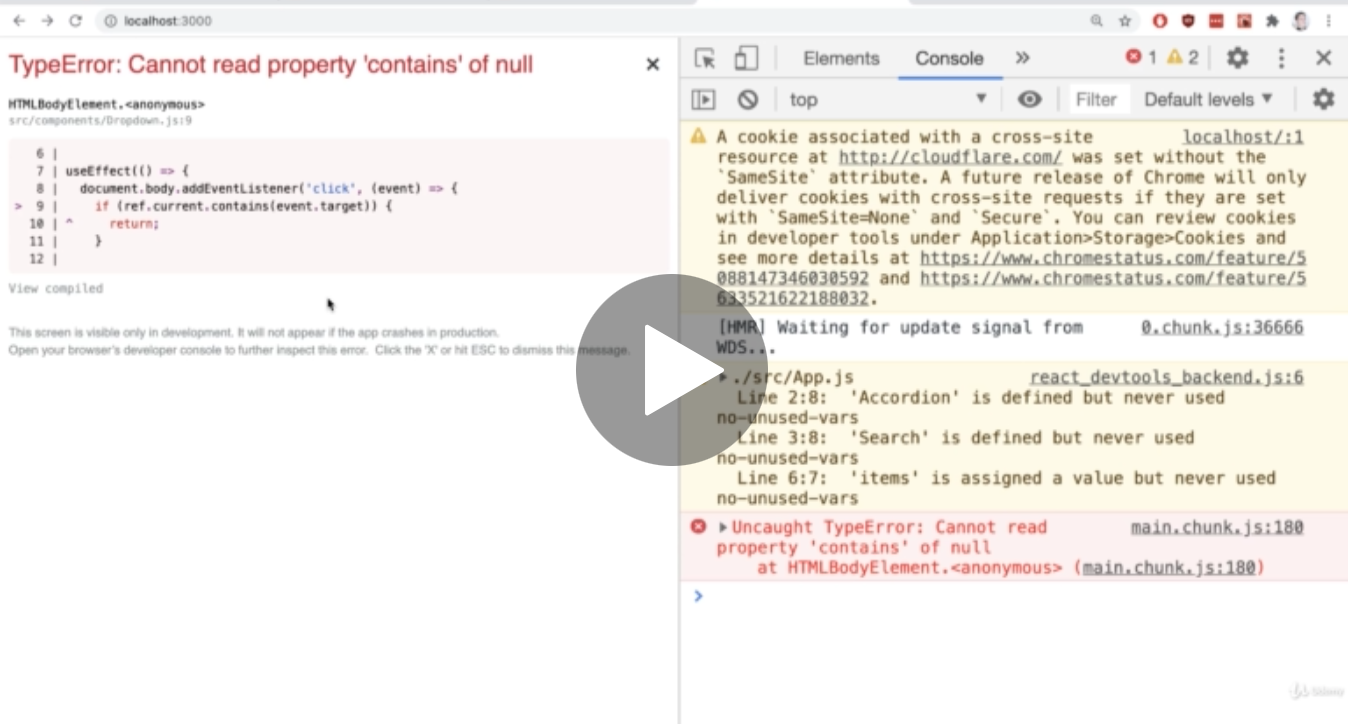 localhost:3000
TypeError: Cannot read property 'contains' of null
HTMLBodyElement.<anonymous>
src/components/Dropdown.js:9
6 |
7 | useEffect(() => {
8 |   document.body.addEventListener('click', (event) => {
> 9 |     if (ref.current.contains(event.target)) {
10 | ^     return;
11 |     }
12 |
View compiled
This screen is visible only in development. It will not appear if the app crashes in production.
Open your browser's developer console to further inspect this error.  Click the 'X' or hit ESC to dismiss this message.
Elements Console » 1 2
top Filter Default levels ▼
A cookie associated with a cross-site localhost/:1
resource at http://cloudflare.com/ was set without the
`SameSite` attribute. A future release of Chrome will only
deliver cookies with cross-site requests if they are set
with `SameSite=None` and `Secure`. You can review cookies
in developer tools under Application>Storage>Cookies and
see more details at https://www.chromestatus.com/feature/5
088147346030592 and https://www.chromestatus.com/feature/5
633521622188032.
[HMR] Waiting for update signal from 0.chunk.js:36666
WDS...
./src/App.js react_devtools_backend.js:6
Line 2:8:  'Accordion' is defined but never used
no-unused-vars
Line 3:8:  'Search' is defined but never used
no-unused-vars
Line 6:7:  'items' is assigned a value but never used
no-unused-vars
Uncaught TypeError: Cannot read main.chunk.js:180
property 'contains' of null
at HTMLBodyElement.<anonymous> (main.chunk.js:180)
Udemy